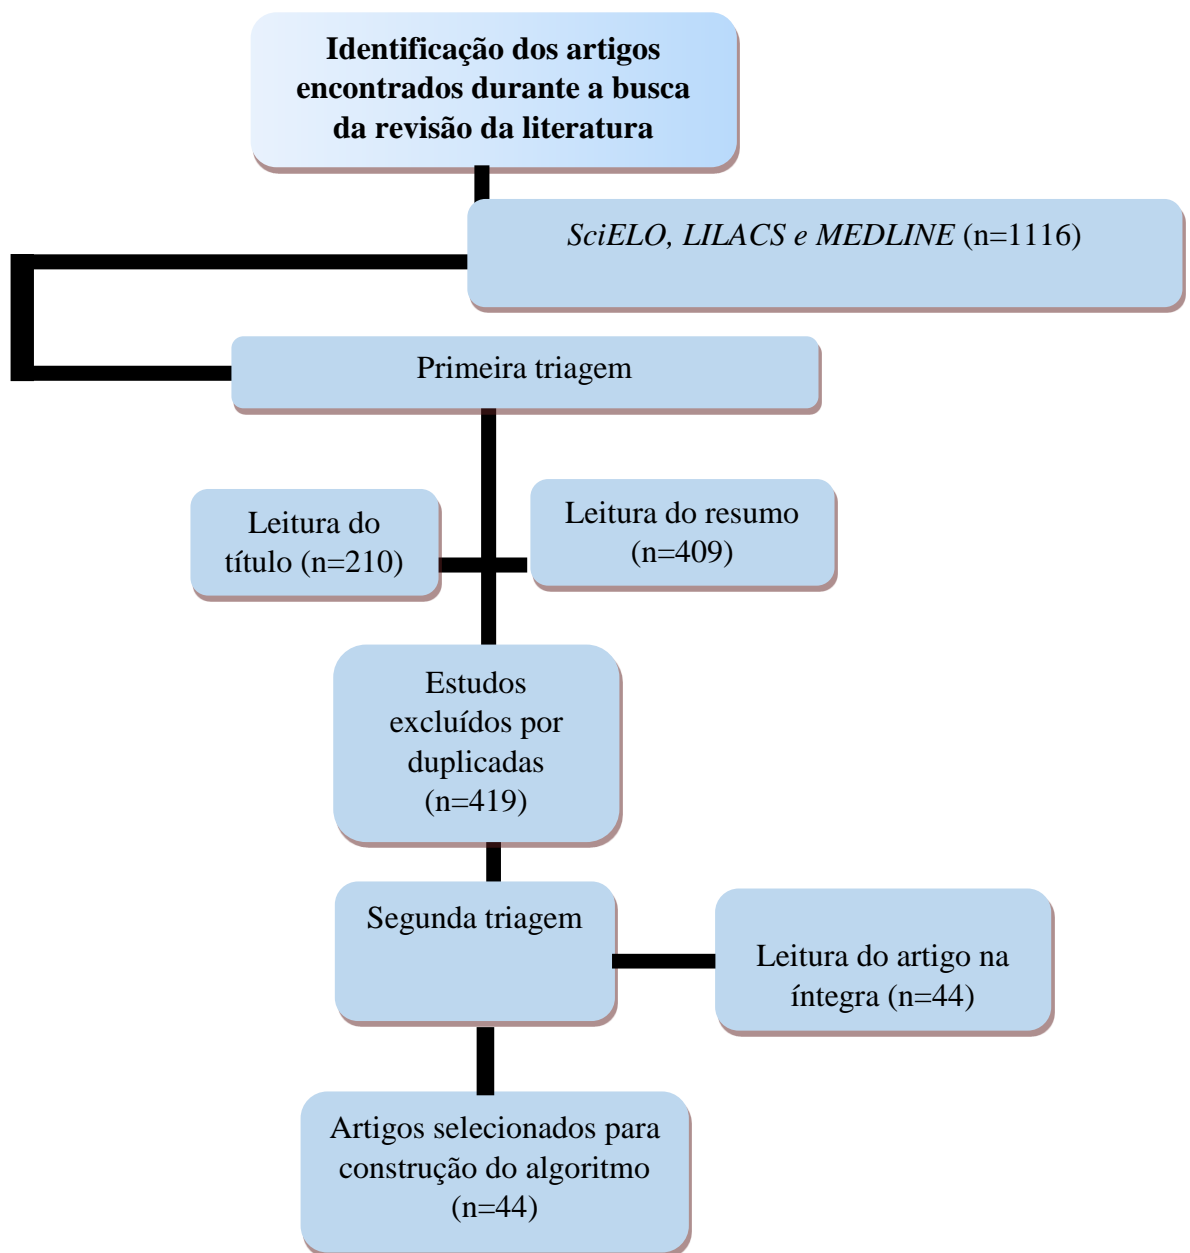 Identificação dos artigos
encontrados durante a busca
da revisão da literatura
SciELO, LILACS e MEDLINE (n=1116)
Primeira triagem
Leitura do
título (n=210)
Leitura do resumo
(n=409)
Estudos
excluídos por
duplicadas
(n=419)
Segunda triagem
Leitura do artigo na
íntegra (n=44)
Artigos selecionados para
construção do algoritmo
(n=44)